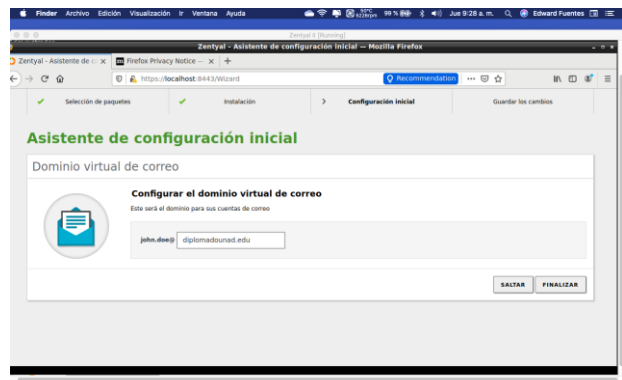 Finder Archivo Edición Visualización Ir Ventana Ayuda 50°C 99 % Jue 9:28 a. m. Edward Fuentes
Zentyal II [Running]
Zentyal - Asistente de configuración inicial — Mozilla Firefox
Zentyal - Asistente de c X Firefox Privacy Notice — X +
https://localhost:8443/Wizard Recommendation
Selección de paquetes Instalación Configuración inicial Guardar los cambios
Asistente de configuración inicial
Dominio virtual de correo
Configurar el dominio virtual de correo
Este será el dominio para sus cuentas de correo
john.doe@ diplomadounad.edu
SALTAR FINALIZAR